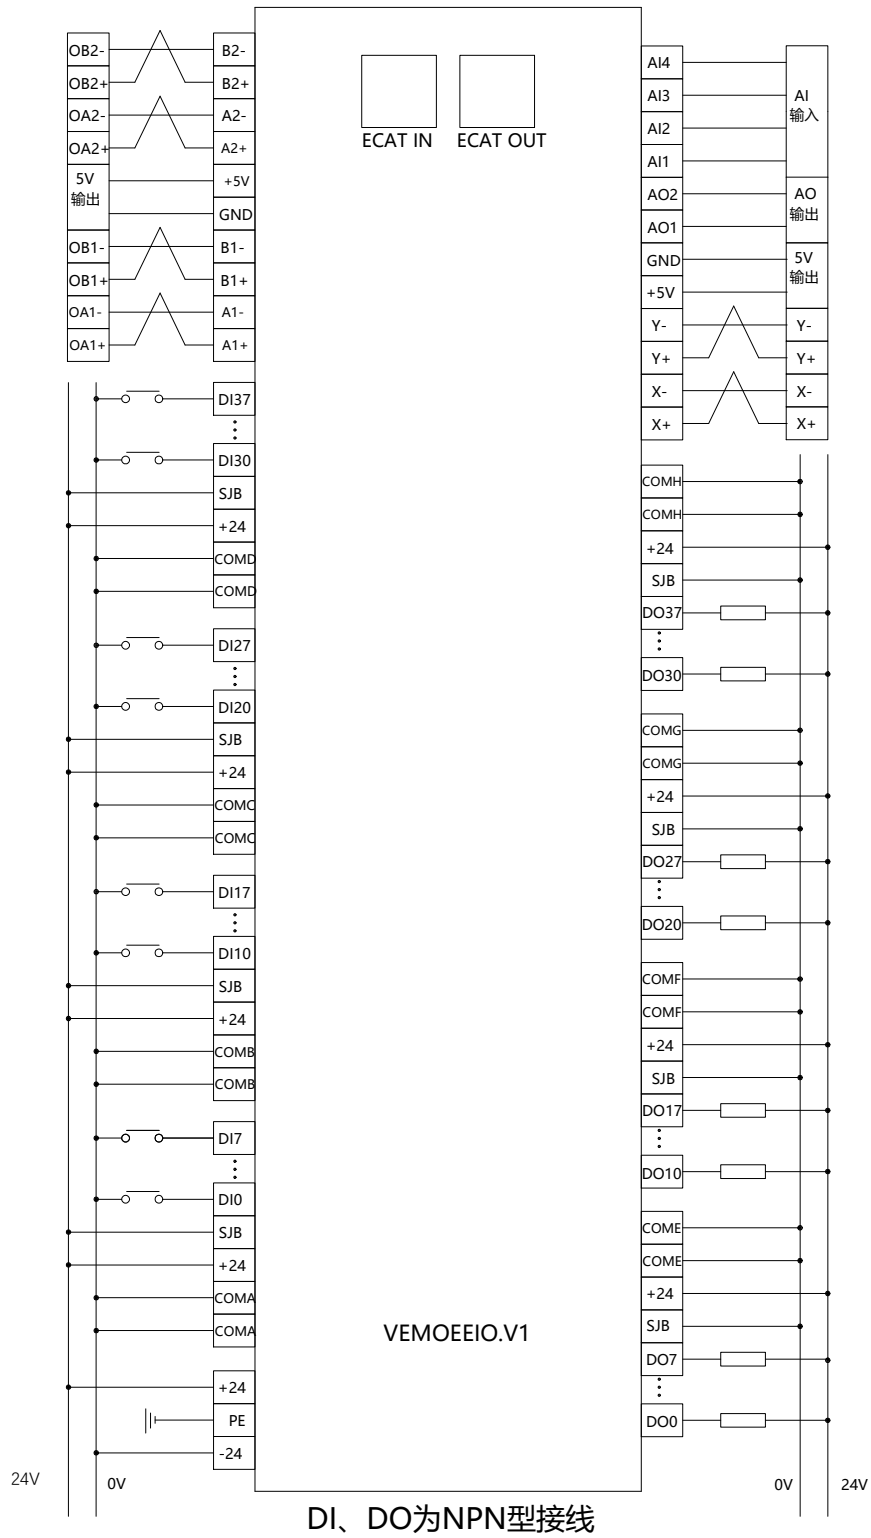 OB2-
OB2+
OA2-
OA2+
5V
输出
OB1-
OB1+
OA1-
OA1+
B2-
B2+
A2-
A2+
+5V
GND
B1-
B1+
A1-
A1+
DI37
DI30
SJB
+24
COMD
COMD
DI27
DI20
SJB
+24
COMC
COMC
DI17
DI10
SJB
+24
COMB
COMB
DI7
DI0
SJB
+24
COMA
COMA
+24
PE
-24
24V
0V
ECAT IN
ECAT OUT
VEMOEEIO.V1
AI4
AI3
AI2
AI1
AO2
AO1
GND
+5V
Y-
Y+
X-
X+
AI
输入
AO
输出
5V
输出
Y-
Y+
X-
X+
COMH
COMH
+24
SJB
DO37
DO30
COMG
COMG
+24
SJB
DO27
DO20
COMF
COMF
+24
SJB
DO17
DO10
COME
COME
+24
SJB
DO7
DO0
0V
24V
DI、DO为NPN型接线